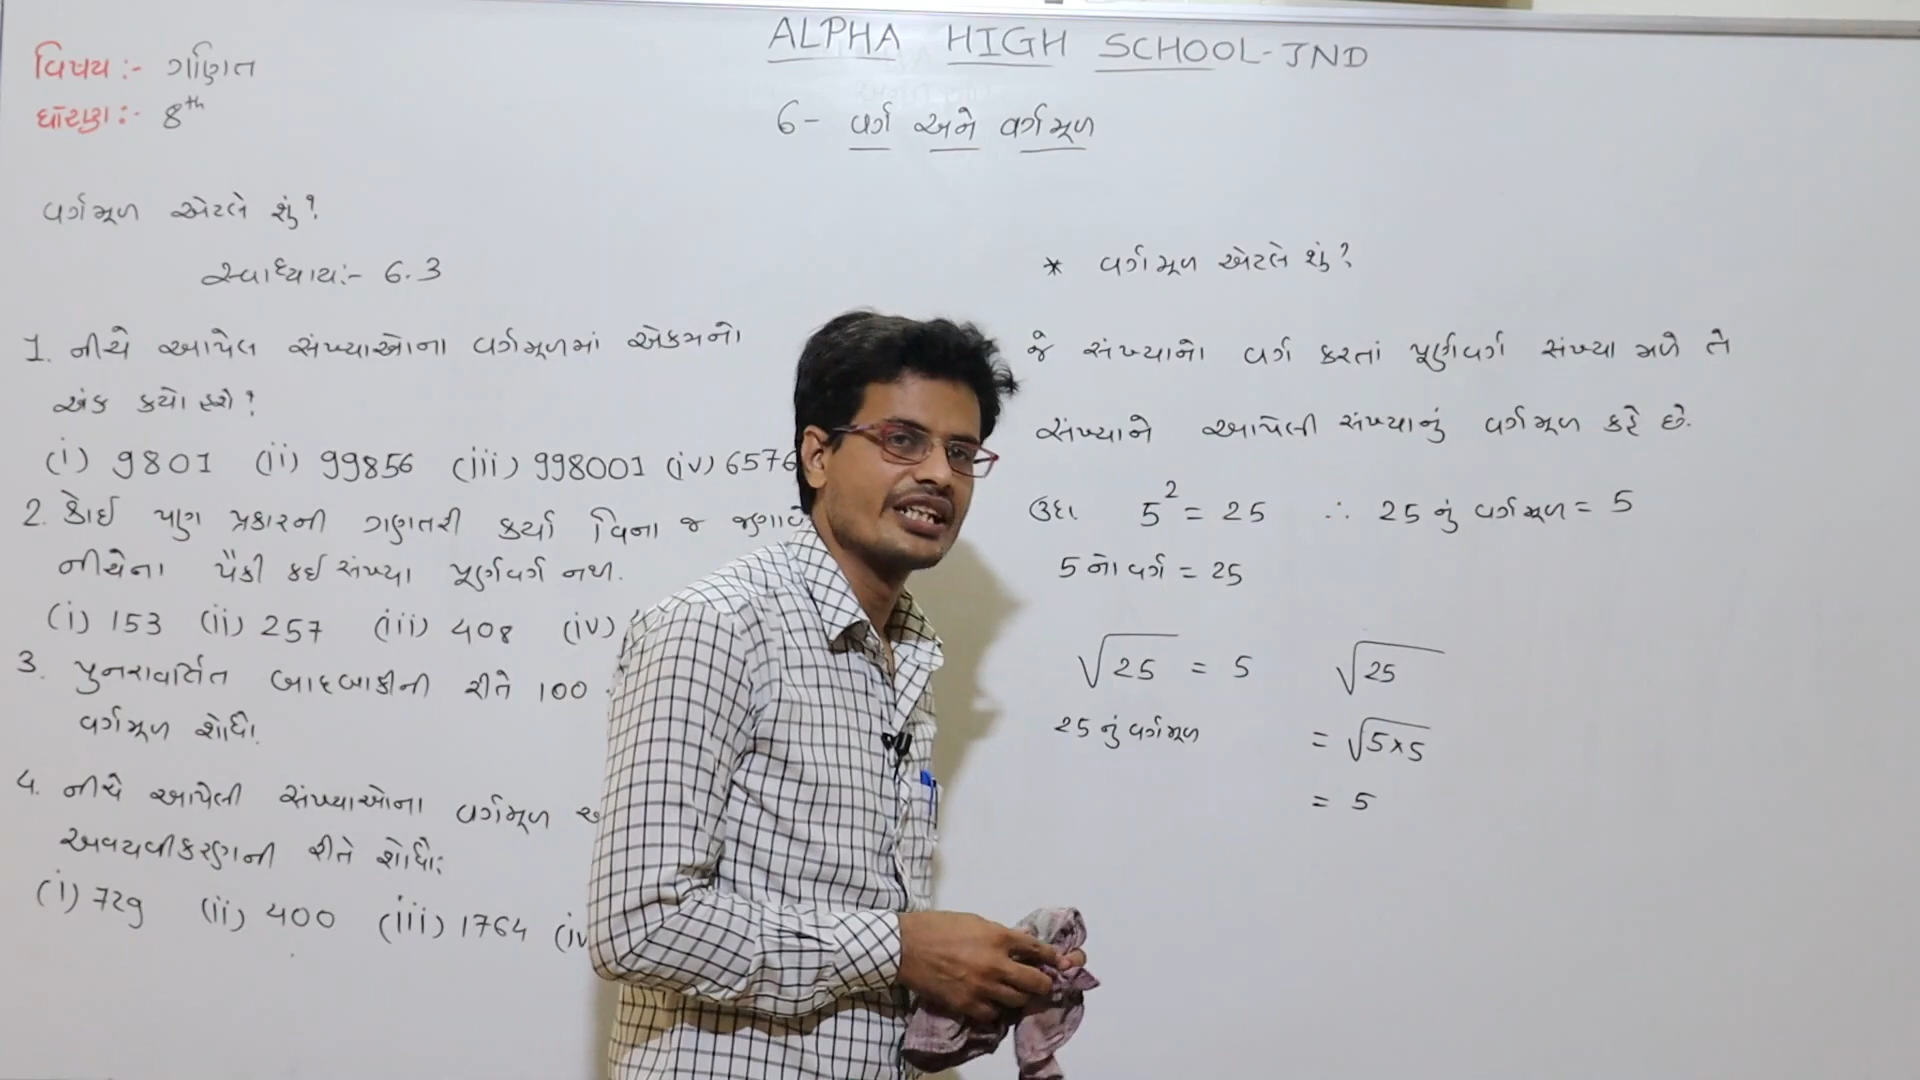 ALPHA HIGH SCHOOL-JND
વિષય :- ગણિત
ધોરણ :- 8th
6- વર્ગ અને વર્ગમૂળ
વર્ગમૂળ એટલે શું?
સ્વાધ્યાય:- 6.3
1. નીચે આપેલ સંખ્યાઓના વર્ગમૂળમાં એકમનો
અંક કયો હશે?
(i) 9801 (ii) 99856 (iii) 998001 (iv) 6576
2. કોઈ પણ પ્રકારની ગણતરી કર્યા વિના જ
નીચેના પૈકી કઈ સંખ્યા પૂર્ણવર્ગ નથી.
(i) 153 (ii) 257 (iii) 408 (iv)
3. પુનરાવર્તિત બાદબાકીની રીતે 100
વર્ગમૂળ શોધો.
4. નીચે આપેલી સંખ્યાઓના વર્ગમૂળ
અવયવીકરણની રીતે શોધો:
(i) 729 (ii) 400 (iii) 1764 (iv
* વર્ગમૂળ એટલે શું?
જે સંખ્યાનો વર્ગ કરતાં પૂર્ણવર્ગ સંખ્યા મળે તે
સંખ્યાને આપેલી સંખ્યાનું વર્ગમૂળ કહે છે.
ઉદા. 5² = 25 ∴ 25 નું વર્ગમૂળ = 5
5 નો વર્ગ = 25
√25 = 5 √25
25 નું વર્ગમૂળ = √5×5
= 5